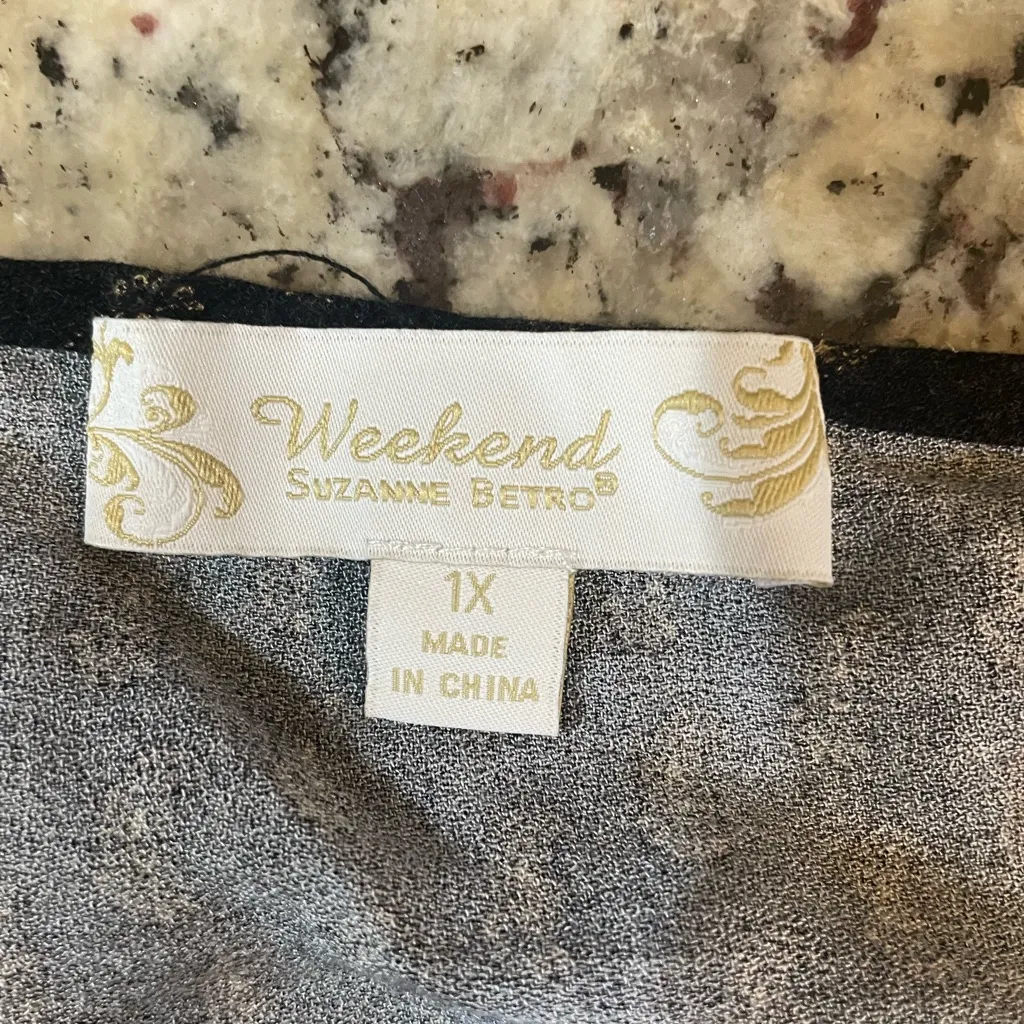 Weekend
SUZANNE BETRO®
1X
MADE
IN CHINA